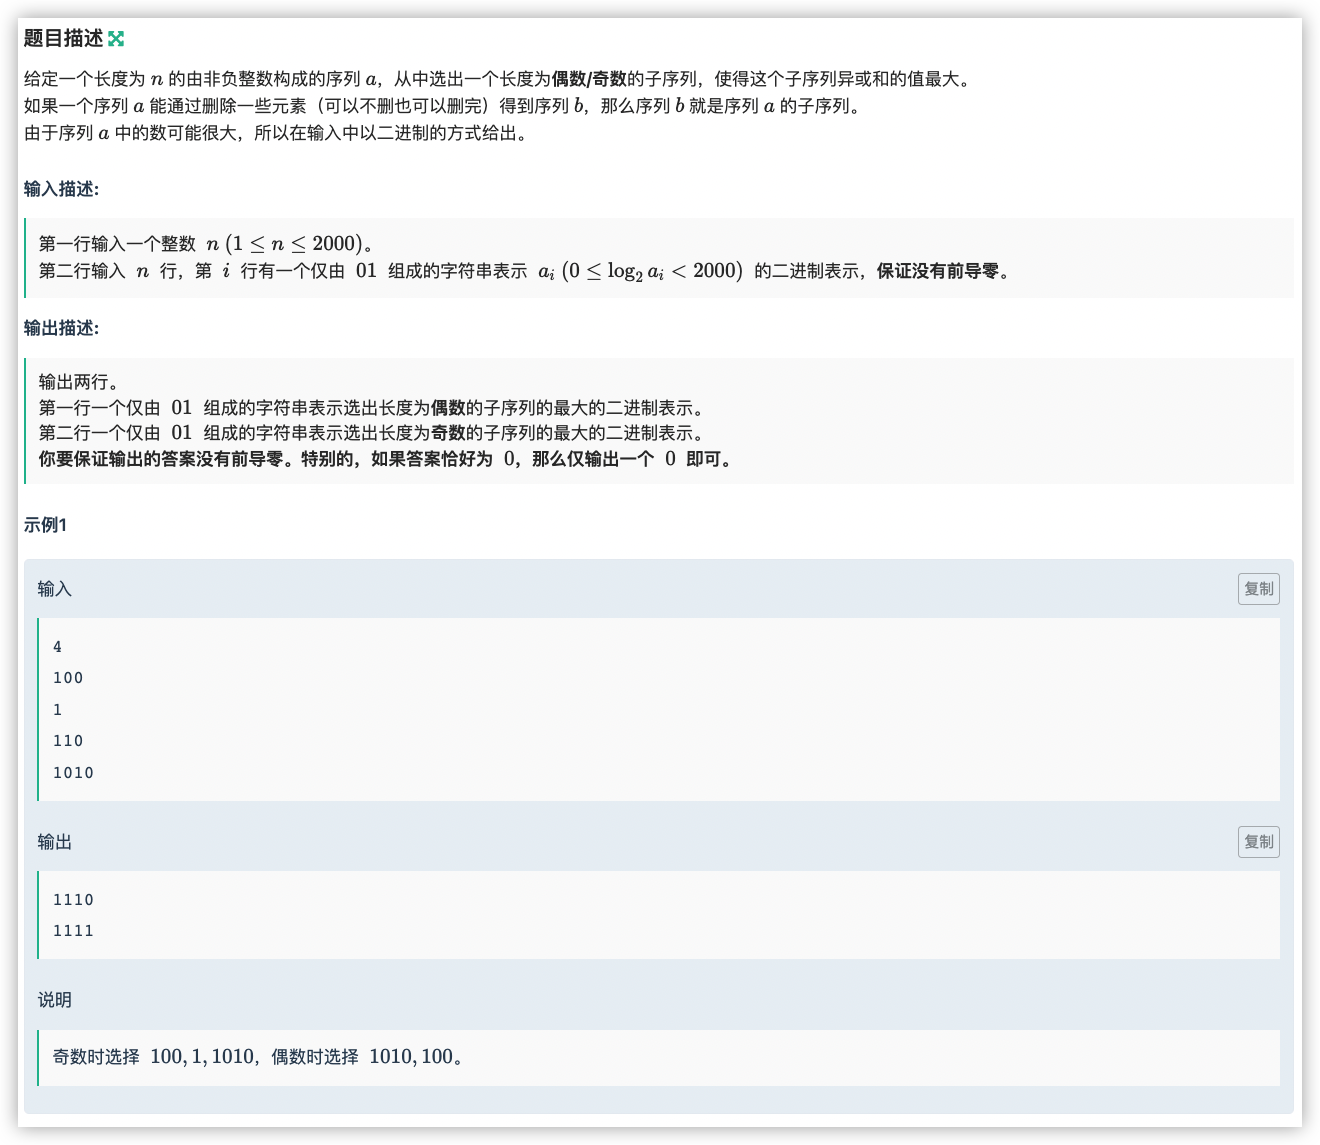 题目描述
给定一个长度为 n 的由非负整数构成的序列 a，从中选出一个长度为偶数/奇数的子序列，使得这个子序列异或和的值最大。
如果一个序列 a 能通过删除一些元素（可以不删也可以删完）得到序列 b，那么序列 b 就是序列 a 的子序列。
由于序列 a 中的数可能很大，所以在输入中以二进制的方式给出。
输入描述:
第一行输入一个整数 n (1 ≤ n ≤ 2000)。
第二行输入 n 行，第 i 行有一个仅由 01 组成的字符串表示 a_i (0 ≤ log_2 a_i < 2000) 的二进制表示，保证没有前导零。
输出描述:
输出两行。
第一行一个仅由 01 组成的字符串表示选出长度为偶数的子序列的最大的二进制表示。
第二行一个仅由 01 组成的字符串表示选出长度为奇数的子序列的最大的二进制表示。
你要保证输出的答案没有前导零。特别的，如果答案恰好为 0，那么仅输出一个 0 即可。
示例1
输入
复制
4
100
1
110
1010
输出
复制
1110
1111
说明
奇数时选择 100, 1, 1010，偶数时选择 1010, 100。